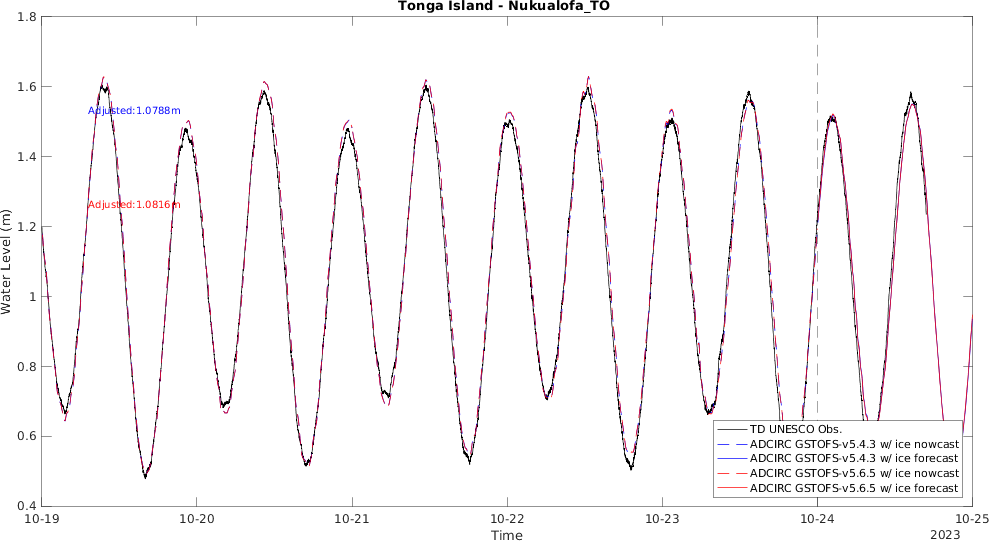 Tonga Island - Nukualofa_TO
1.8
1.6
1.4
1.2
1
0.8
0.6
0.4
Water Level (m)
Adjusted:1.0788m
Adjusted:1.0816m
TD UNESCO Obs.
ADCIRC GSTOFS-v5.4.3 w/ ice nowcast
ADCIRC GSTOFS-v5.4.3 w/ ice forecast
ADCIRC GSTOFS-v5.6.5 w/ ice nowcast
ADCIRC GSTOFS-v5.6.5 w/ ice forecast
10-19 10-20 10-21 10-22 10-23 10-24 10-25
Time
2023